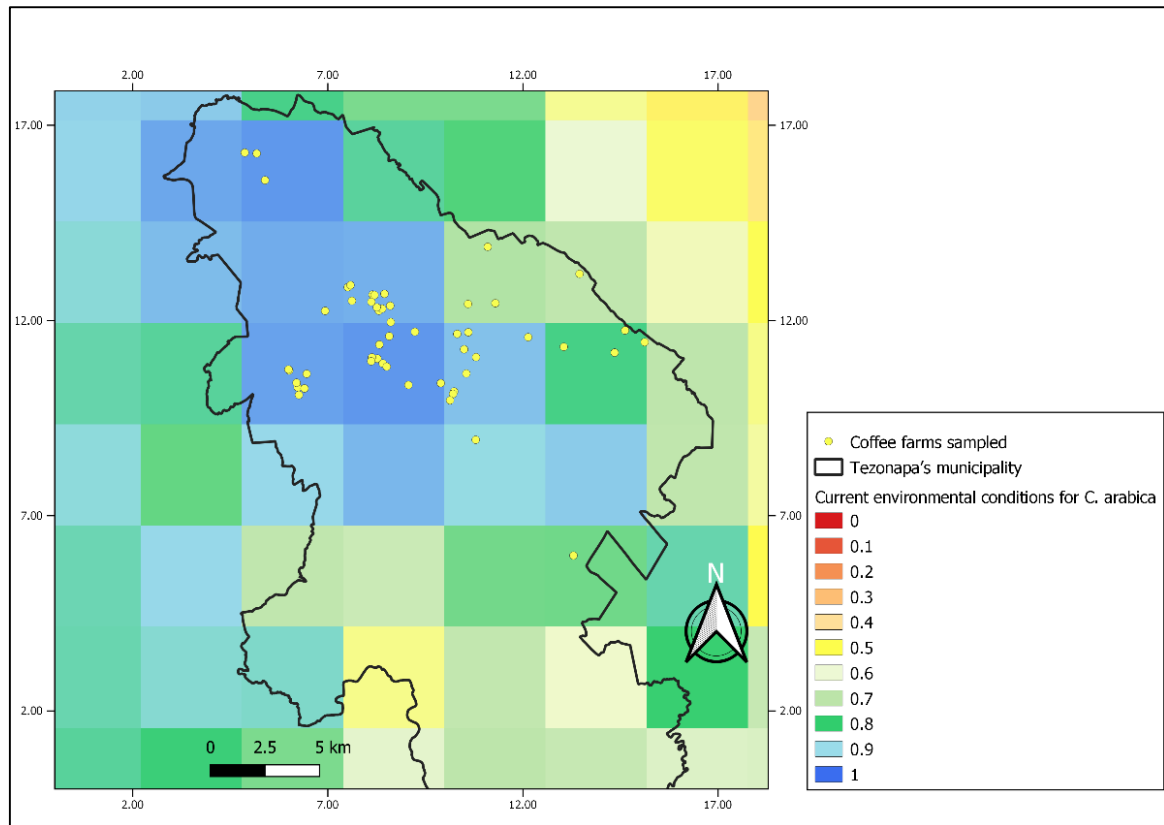 2.00 7.00 12.00 17.00
17.00 17.00
12.00 12.00
7.00 7.00
N
2.00 2.00
0 2.5 5 km
2.00 7.00 12.00 17.00
Coffee farms sampled
Tezonapa's municipality
Current environmental conditions for C. arabica
0
0.1
0.2
0.3
0.4
0.5
0.6
0.7
0.8
0.9
1